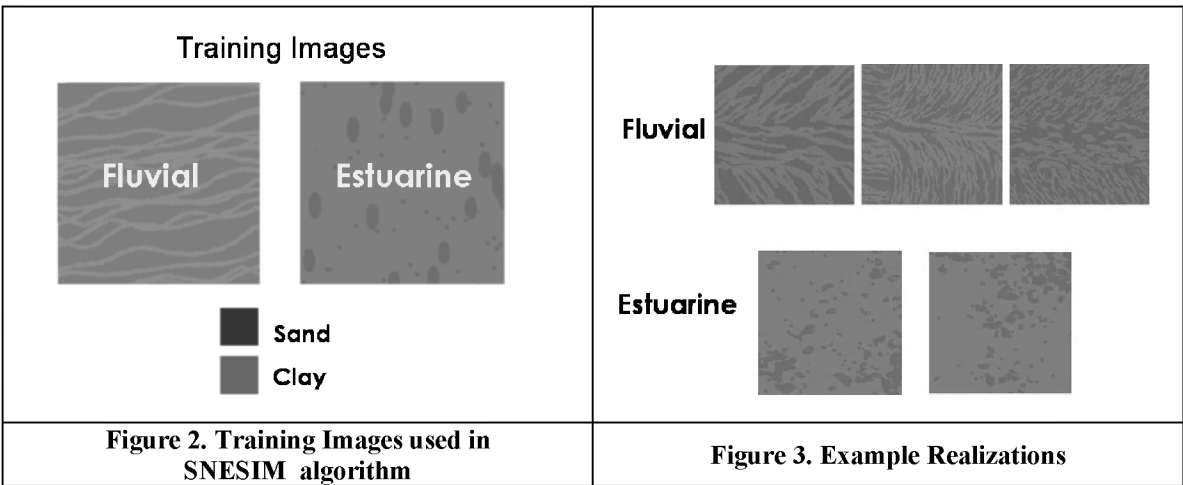 Training Images
Fluvial
Estuarine
Sand
Clay
Figure 2. Training Images used in
SNESIM algorithm
Fluvial
Estuarine
Figure 3. Example Realizations